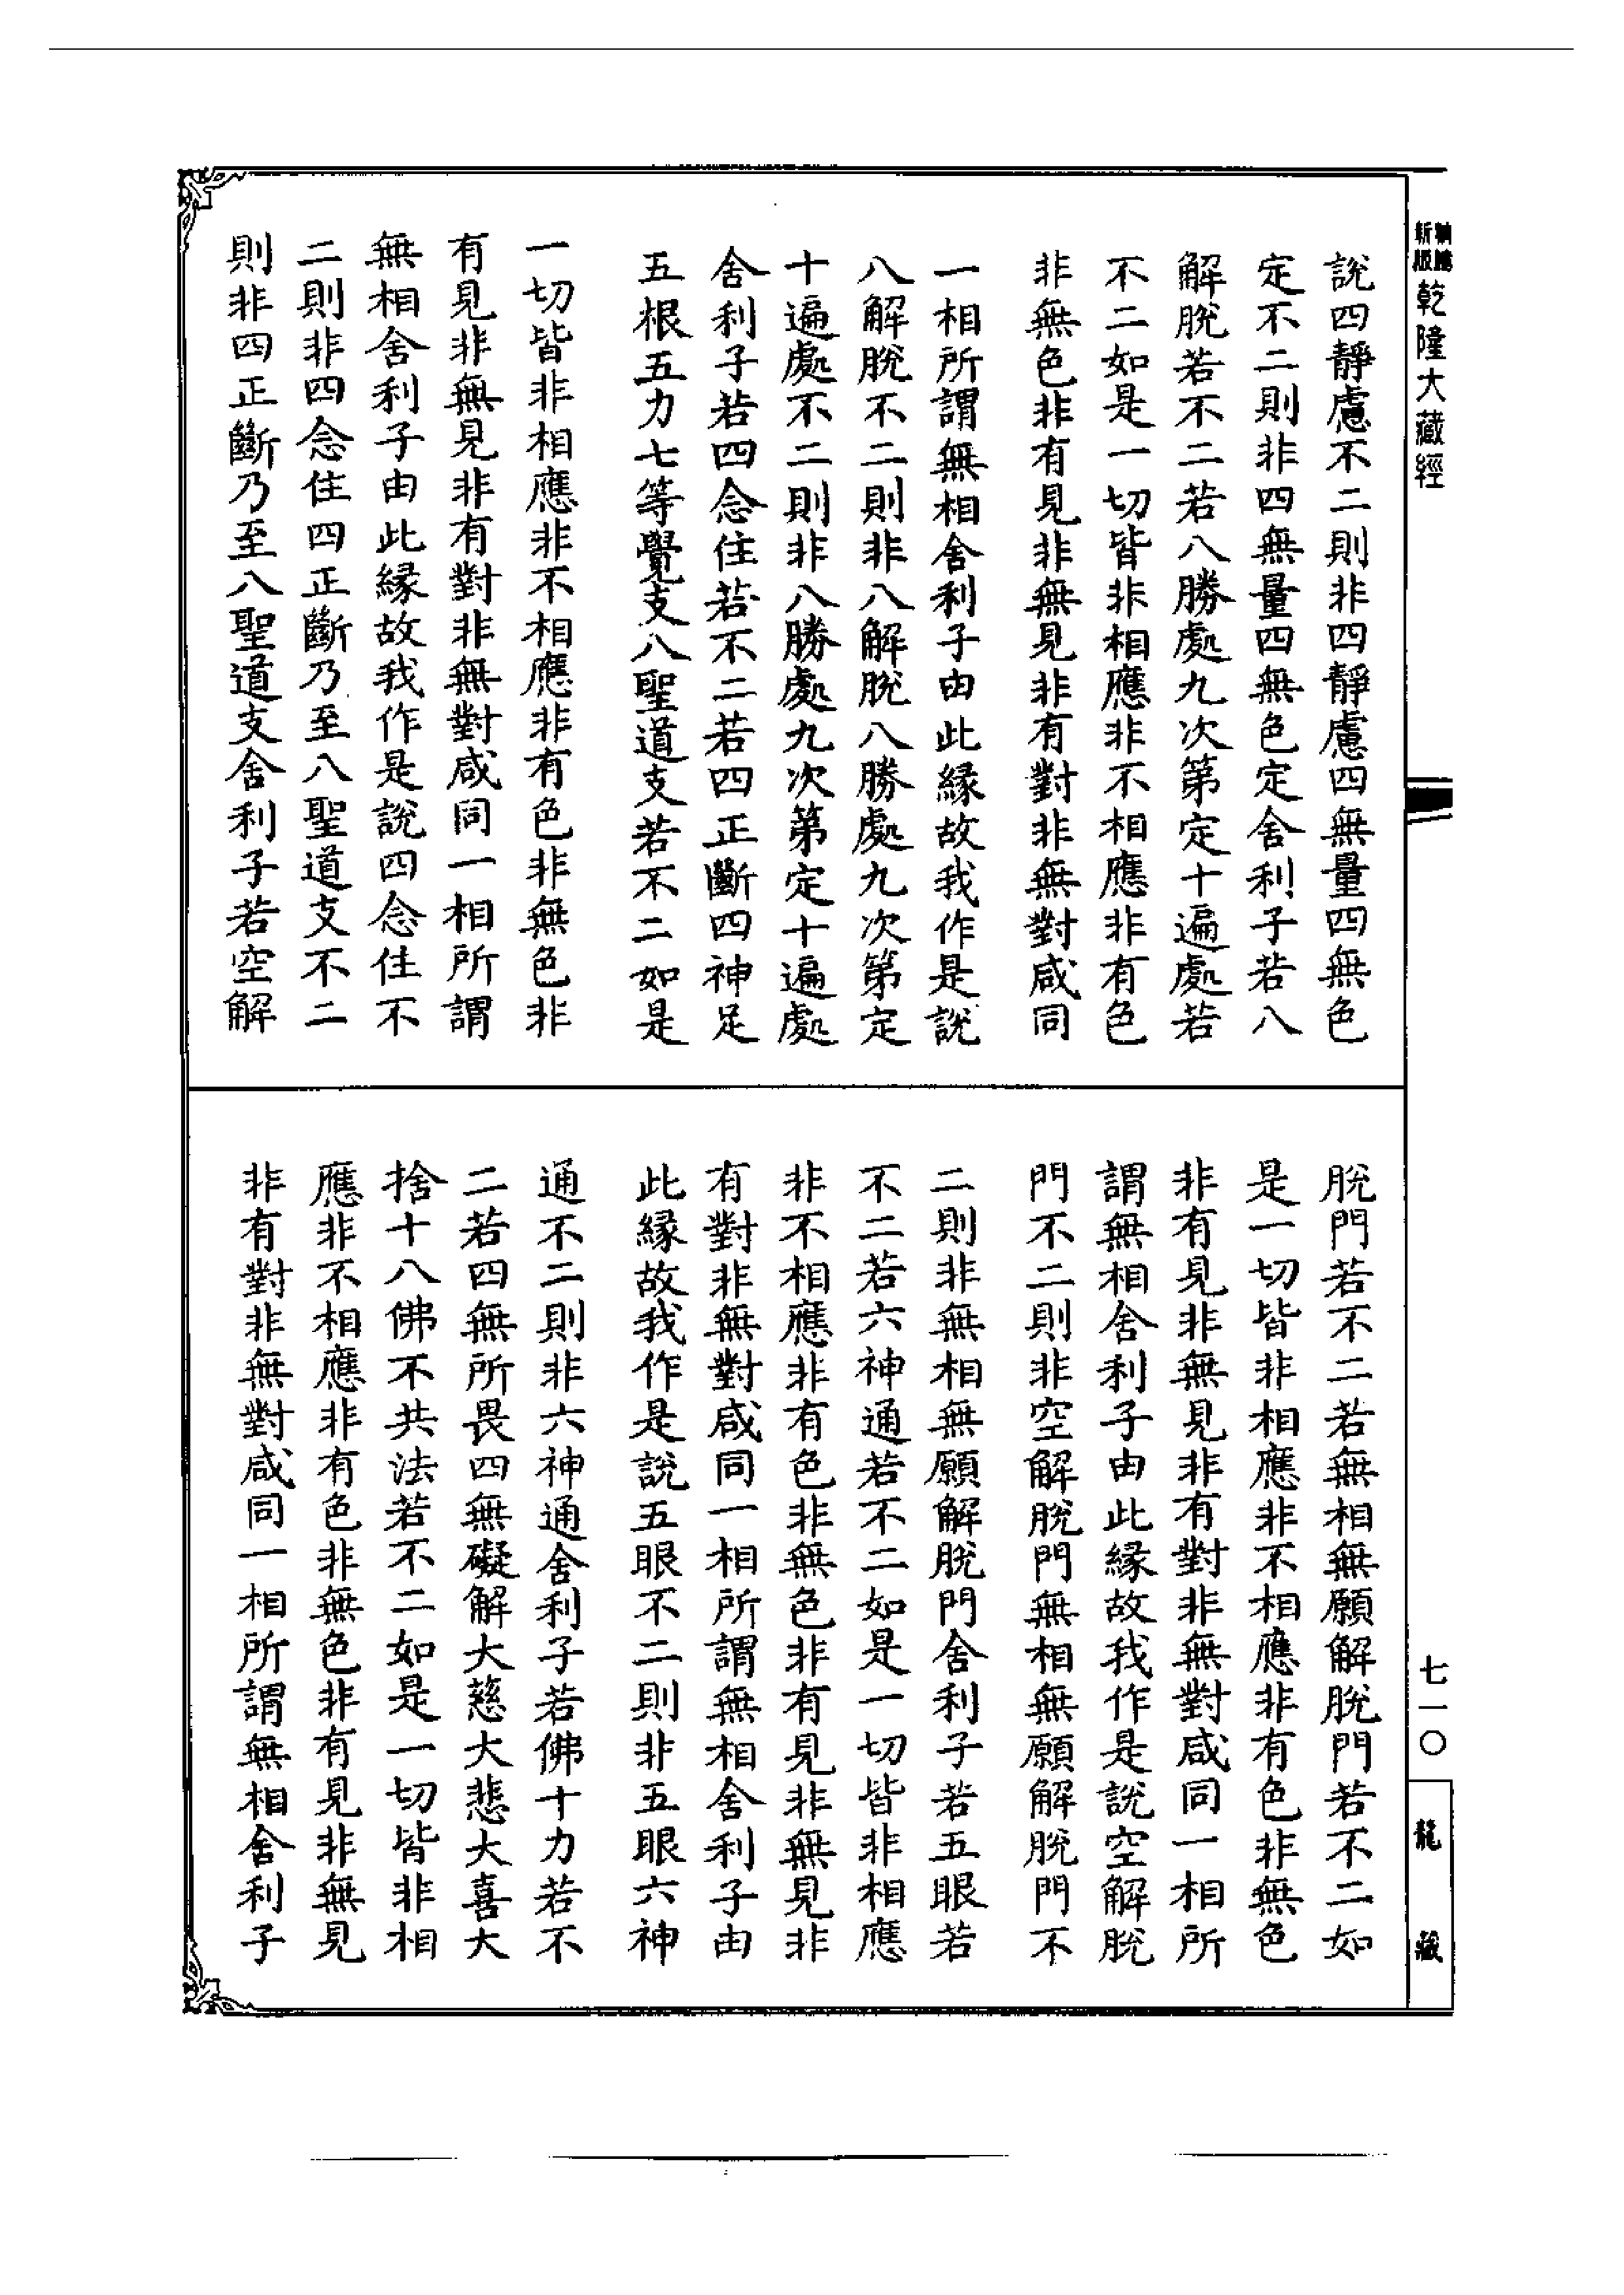 新版
乾隆大藏經
說四靜慮不二則非四靜慮四無量四無色
定不二則非四無量四無色定舍利子若八
解脫若不二若八勝處九次第定十遍處若
不二如是一切皆非相應非不相應非有色
非無色非有見非無見非有對非無對咸同
一相所謂無相舍利子由此緣故我作是說
八解脫不二則非八解脫八勝處九次第定
十遍處不二則非八勝處九次第定十遍處
舍利子若四念住若不二若四正斷四神足
五根五力七等覺支八聖道支若不二如是
一切皆非相應非不相應非有色非無色非
有見非無見非有對非無對咸同一相所謂
無相舍利子由此緣故我作是說四念住不
二則非四念住四正斷乃至八聖道支不二
則非四正斷乃至八聖道支舍利子若空解
脫門若不二若無相無願解脫門若不二如
是一切皆非相應非不相應非有色非無色
非有見非無見非有對非無對咸同一相所
謂無相舍利子由此緣故我作是說空解脫
門不二則非空解脫門無相無願解脫門不
二則非無相無願解脫門舍利子若五眼若
不二若六神通若不二如是一切皆非相應
非不相應非有色非無色非有見非無見非
有對非無對咸同一相所謂無相舍利子由
此緣故我作是說五眼不二則非五眼六神
通不二則非六神通舍利子若佛十力若不
二若四無所畏四無礙解大慈大悲大喜大
捨十八佛不共法若不二如是一切皆非相
應非不相應非有色非無色非有見非無見
非有對非無對咸同一相所謂無相舍利子
七一〇
龍藏